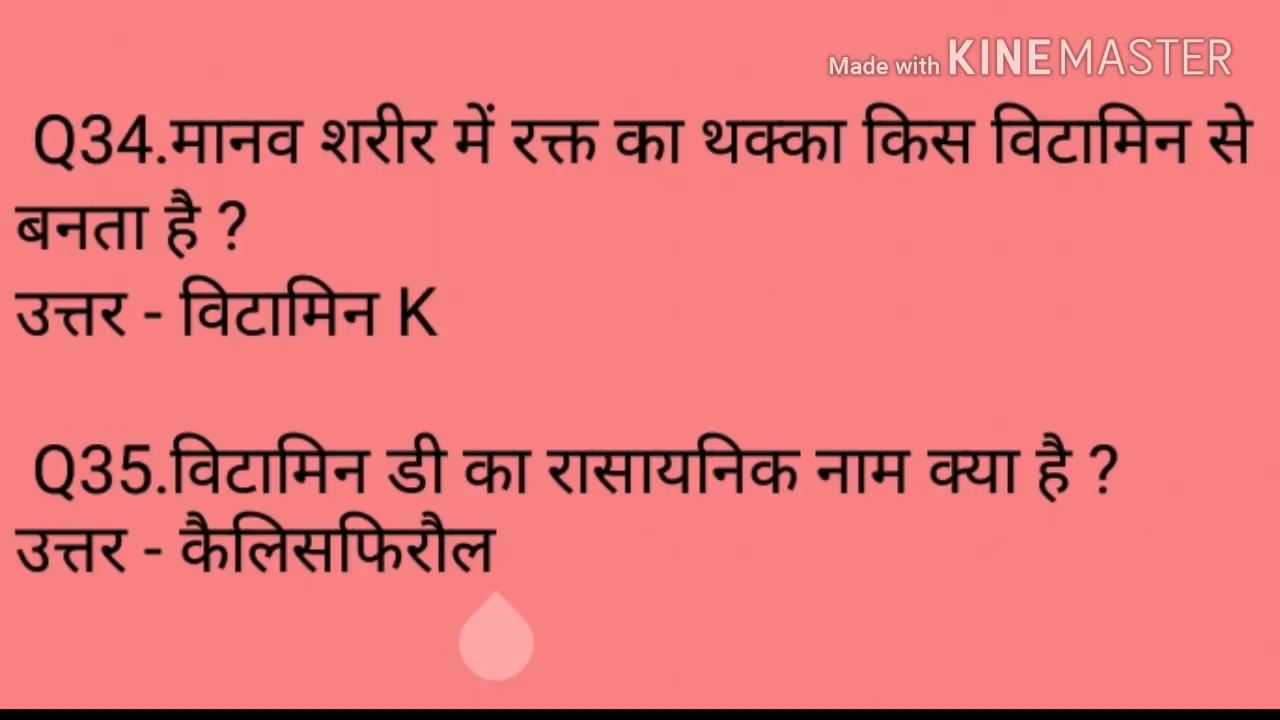 Made with KINEMASTER
Q34.मानव शरीर में रक्त का थक्का किस विटामिन से
बनता है ?
उत्तर - विटामिन K
Q35.विटामिन डी का रासायनिक नाम क्या है ?
उत्तर - कैलिसफिरौल